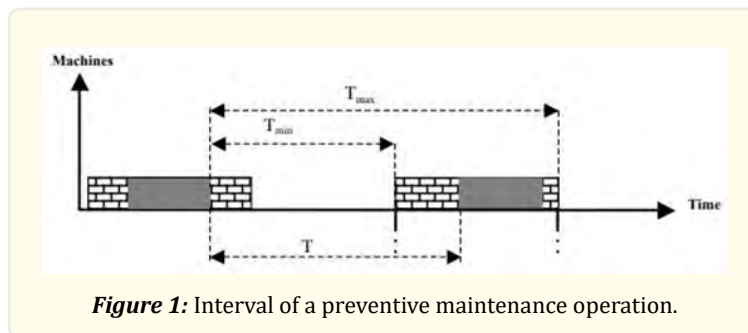 Machines
Tmax
Tmin
Time
T
Figure 1: Interval of a preventive maintenance operation.